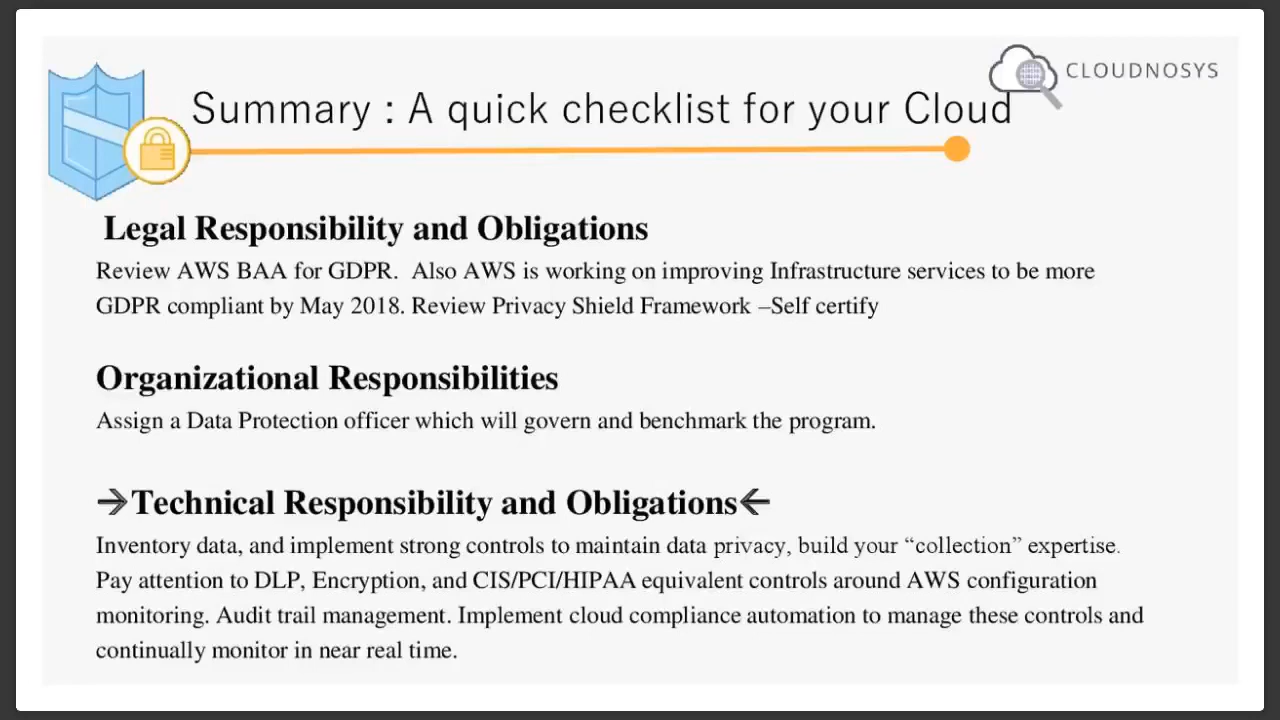 CLOUDNOSYS
Summary : A quick checklist for your Cloud
Legal Responsibility and Obligations
Review AWS BAA for GDPR.  Also AWS is working on improving Infrastructure services to be more
GDPR compliant by May 2018. Review Privacy Shield Framework –Self certify
Organizational Responsibilities
Assign a Data Protection officer which will govern and benchmark the program.
→Technical Responsibility and Obligations←
Inventory data, and implement strong controls to maintain data privacy, build your “collection” expertise.
Pay attention to DLP, Encryption, and CIS/PCI/HIPAA equivalent controls around AWS configuration
monitoring. Audit trail management. Implement cloud compliance automation to manage these controls and
continually monitor in near real time.